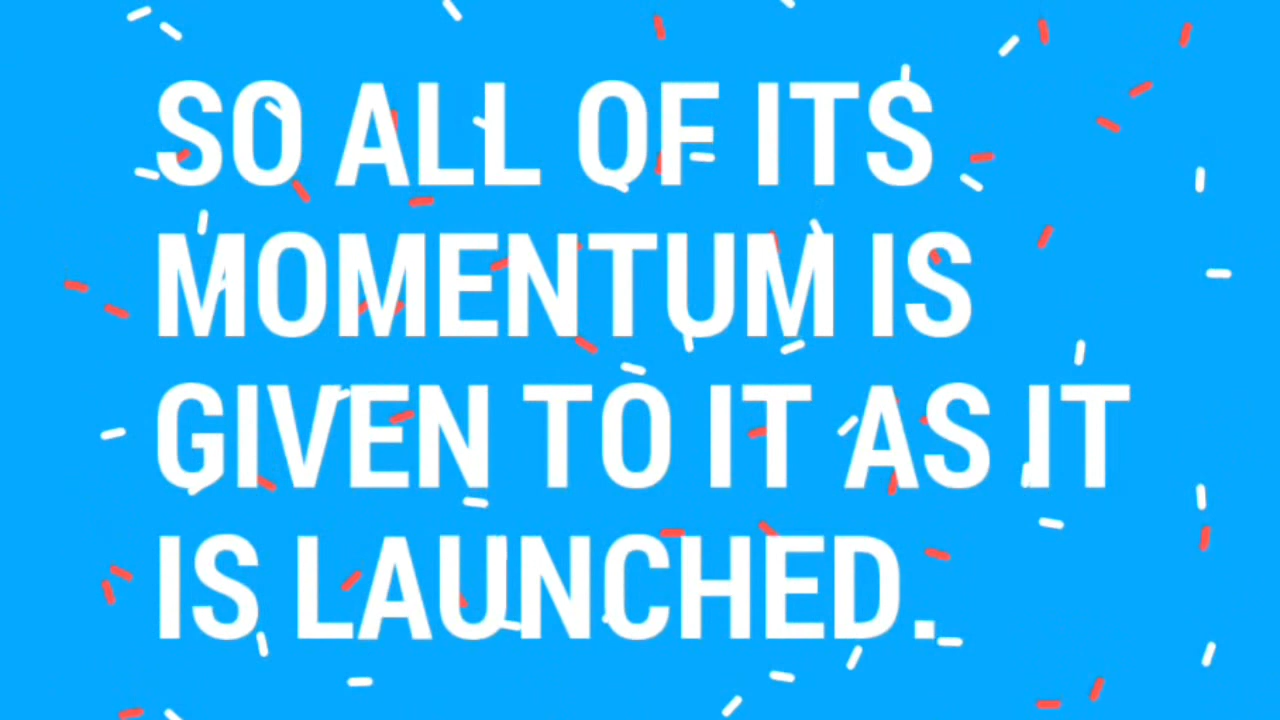 SO ALL OF ITS
MOMENTUM IS
GIVEN TO IT AS IT
IS LAUNCHED.